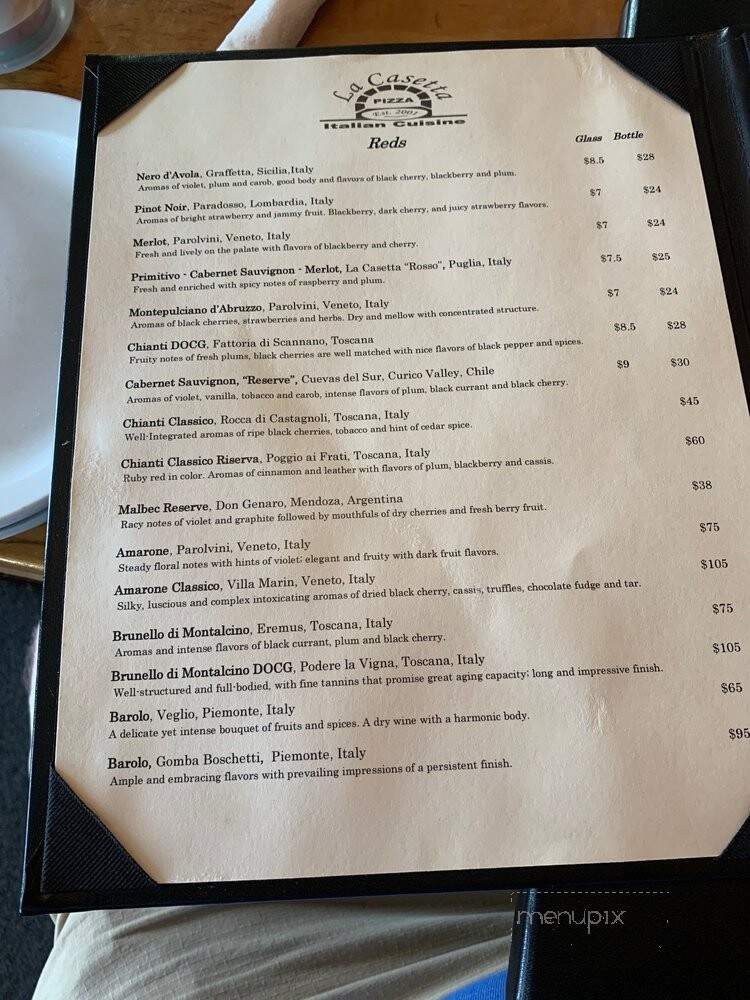 La Casetta
PIZZA
Est. 2001
Italian Cuisine
Reds
Glass Bottle
Nero d'Avola, Graffetta, Sicilia,Italy $8.5 $28
Aromas of violet, plum and carob, good body and flavors of black cherry, blackberry and plum.
Pinot Noir, Paradosso, Lombardia, Italy $7 $24
Aromas of bright strawberry and jammy fruit. Blackberry, dark cherry, and juicy strawberry flavors.
Merlot, Parolvini, Veneto, Italy $7 $24
Fresh and lively on the palate with flavors of blackberry and cherry.
Primitivo - Cabernet Sauvignon - Merlot, La Casetta "Rosso", Puglia, Italy $7.5 $25
Fresh and enriched with spicy notes of raspberry and plum.
Montepulciano d'Abruzzo, Parolvini, Veneto, Italy $7 $24
Aromas of black cherries, strawberries and herbs. Dry and mellow with concentrated structure.
Chianti DOCG, Fattoria di Scannano, Toscana $8.5 $28
Fruity notes of fresh plums, black cherries are well matched with nice flavors of black pepper and spices.
Cabernet Sauvignon, "Reserve", Cuevas del Sur, Curico Valley, Chile $9 $30
Aromas of violet, vanilla, tobacco and carob, intense flavors of plum, black currant and black cherry.
Chianti Classico, Rocca di Castagnoli, Toscana, Italy $45
Well-Integrated aromas of ripe black cherries, tobacco and hint of cedar spice.
Chianti Classico Riserva, Poggio ai Frati, Toscana, Italy $60
Ruby red in color. Aromas of cinnamon and leather with flavors of plum, blackberry and cassis.
Malbec Reserve, Don Genaro, Mendoza, Argentina $38
Racy notes of violet and graphite followed by mouthfuls of dry cherries and fresh berry fruit.
Amarone, Parolvini, Veneto, Italy $75
Steady floral notes with hints of violet; elegant and fruity with dark fruit flavors.
Amarone Classico, Villa Marin, Veneto, Italy $105
Silky, luscious and complex intoxicating aromas of dried black cherry, cassis, truffles, chocolate fudge and tar.
Brunello di Montalcino, Eremus, Toscana, Italy $75
Aromas and intense flavors of black currant, plum and black cherry.
Brunello di Montalcino DOCG, Podere la Vigna, Toscana, Italy $105
Well-structured and full-bodied, with fine tannins that promise great aging capacity; long and impressive finish.
Barolo, Veglio, Piemonte, Italy $65
A delicate yet intense bouquet of fruits and spices. A dry wine with a harmonic body.
Barolo, Gomba Boschetti, Piemonte, Italy $95
Ample and embracing flavors with prevailing impressions of a persistent finish.
menupix